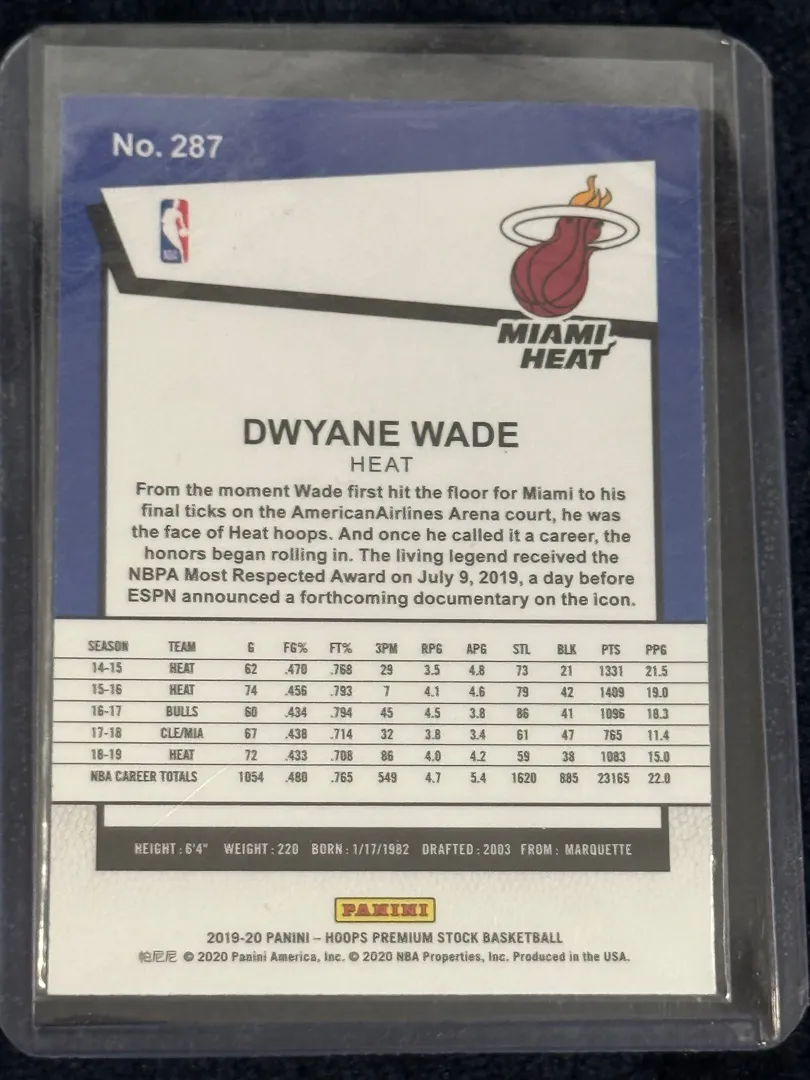 No. 287
NBA
MIAMI
HEAT
DWYANE WADE
HEAT
From the moment Wade first hit the floor for Miami to his
final ticks on the AmericanAirlines Arena court, he was
the face of Heat hoops. And once he called it a career, the
honors began rolling in. The living legend received the
NBPA Most Respected Award on July 9, 2019, a day before
ESPN announced a forthcoming documentary on the icon.
SEASON TEAM G FG% FT% 3PM RPG APG STL BLK PTS PPG
14-15 HEAT 62 .470 .768 29 3.5 4.8 73 21 1331 21.5
15-16 HEAT 74 .456 .793 7 4.1 4.6 79 42 1409 19.0
16-17 BULLS 60 .434 .794 45 4.5 3.8 86 41 1096 18.3
17-18 CLE/MIA 67 .438 .714 32 3.8 3.4 61 47 765 11.4
18-19 HEAT 72 .433 .708 86 4.0 4.2 59 38 1083 15.0
NBA CAREER TOTALS 1054 .480 .765 549 4.7 5.4 1620 885 23165 22.0
HEIGHT: 6'4" WEIGHT: 220 BORN: 1/17/1982 DRAFTED: 2003 FROM: MARQUETTE
PANINI
2019-20 PANINI – HOOPS PREMIUM STOCK BASKETBALL
帕尼尼 © 2020 Panini America, Inc. © 2020 NBA Properties, Inc. Produced in the USA.